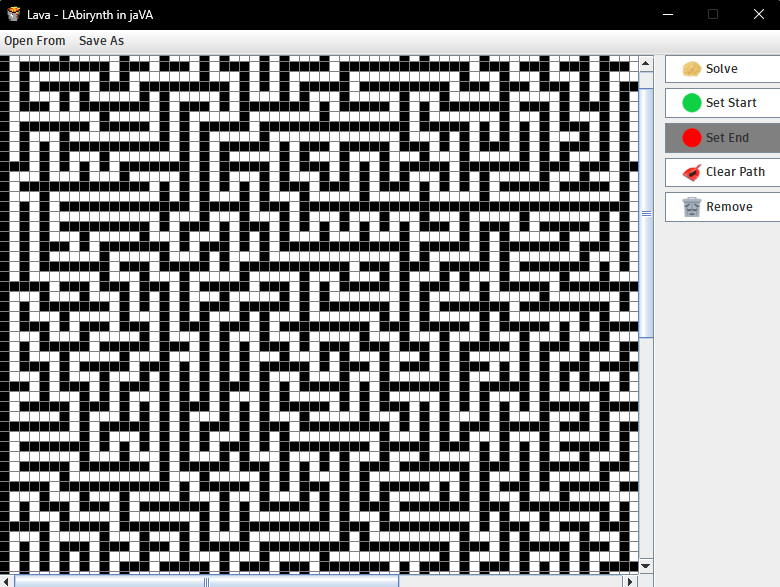 Lava - LAbirynth in jaVA
Open From Save As
Solve
Set Start
Set End
Clear Path
Remove